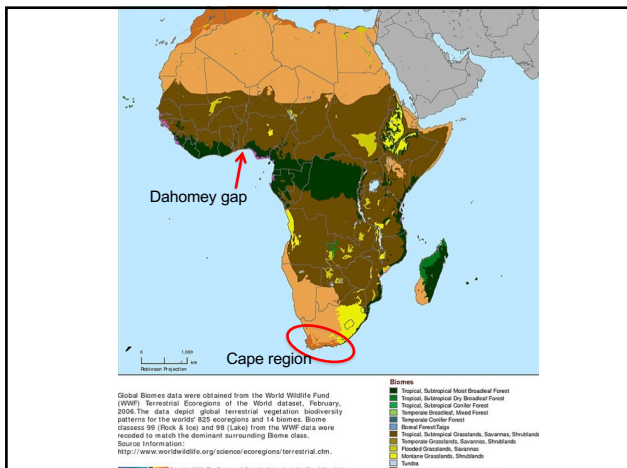 Dahomey gap
Cape region
0 1,000
km
Robinson Projection
Global Biomes data were obtained from the World Wildlife Fund
(WWF) Terrestrial Ecoregions of the World dataset, February,
2006.The data depict global terrestrial vegetation biodiversity
patterns for the worlds' 825 ecoregions and 14 biomes. Biome
classess 99 (Rock & Ice) and 98 (Lake) from the WWF data were
recoded to match the dominant surrounding Biome class.
Source Information:
http://www.worldwildlife.org/science/ecoregions/terrestrial.cfm.
Biomes
Tropical, Subtropical Moist Broadleaf Forest
Tropical, Subtropical Dry Broadleaf Forest
Tropical, Subtropical Conifer Forest
Temperate Broadleaf, Mixed Forest
Temperate Conifer Forest
Boreal Forest/Taiga
Tropical, Subtropical Grasslands, Savannas, Shrublands
Temperate Grasslands, Savannas, Shrublands
Flooded Grasslands, Savannas
Montane Grasslands, Shrublands
Tundra